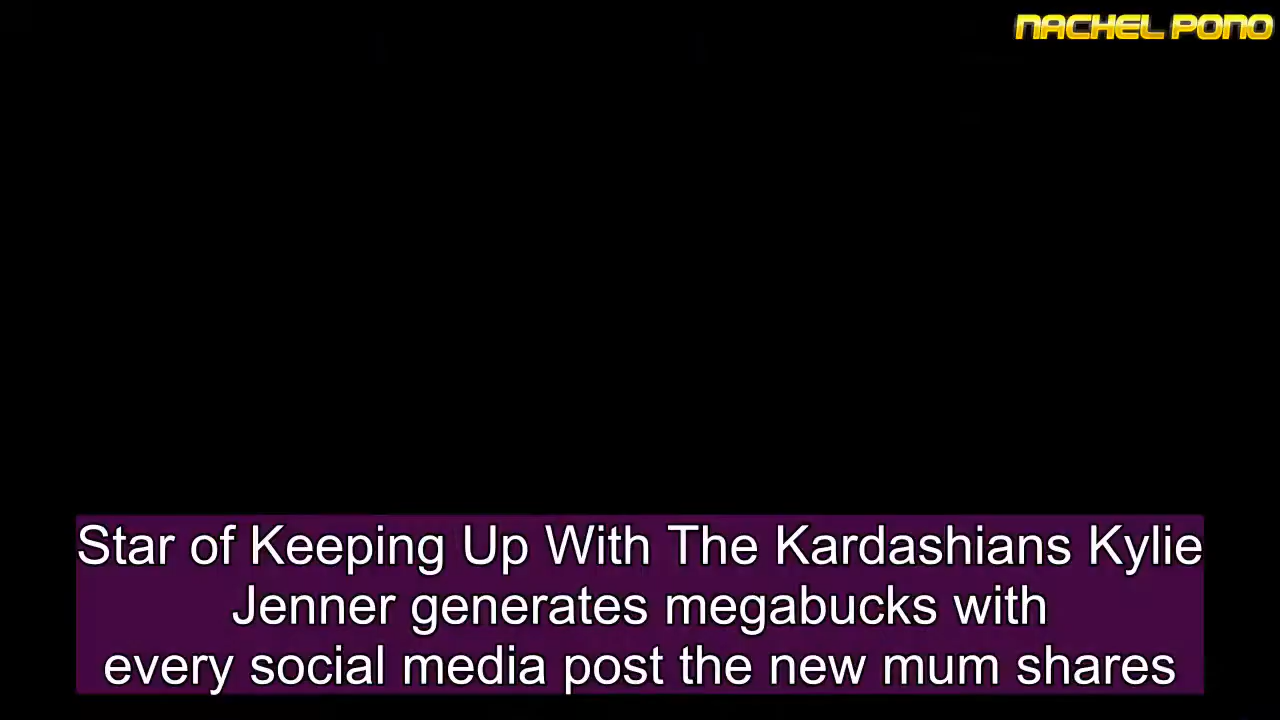 NACHEL PONO
Star of Keeping Up With The Kardashians Kylie
Jenner generates megabucks with
every social media post the new mum shares